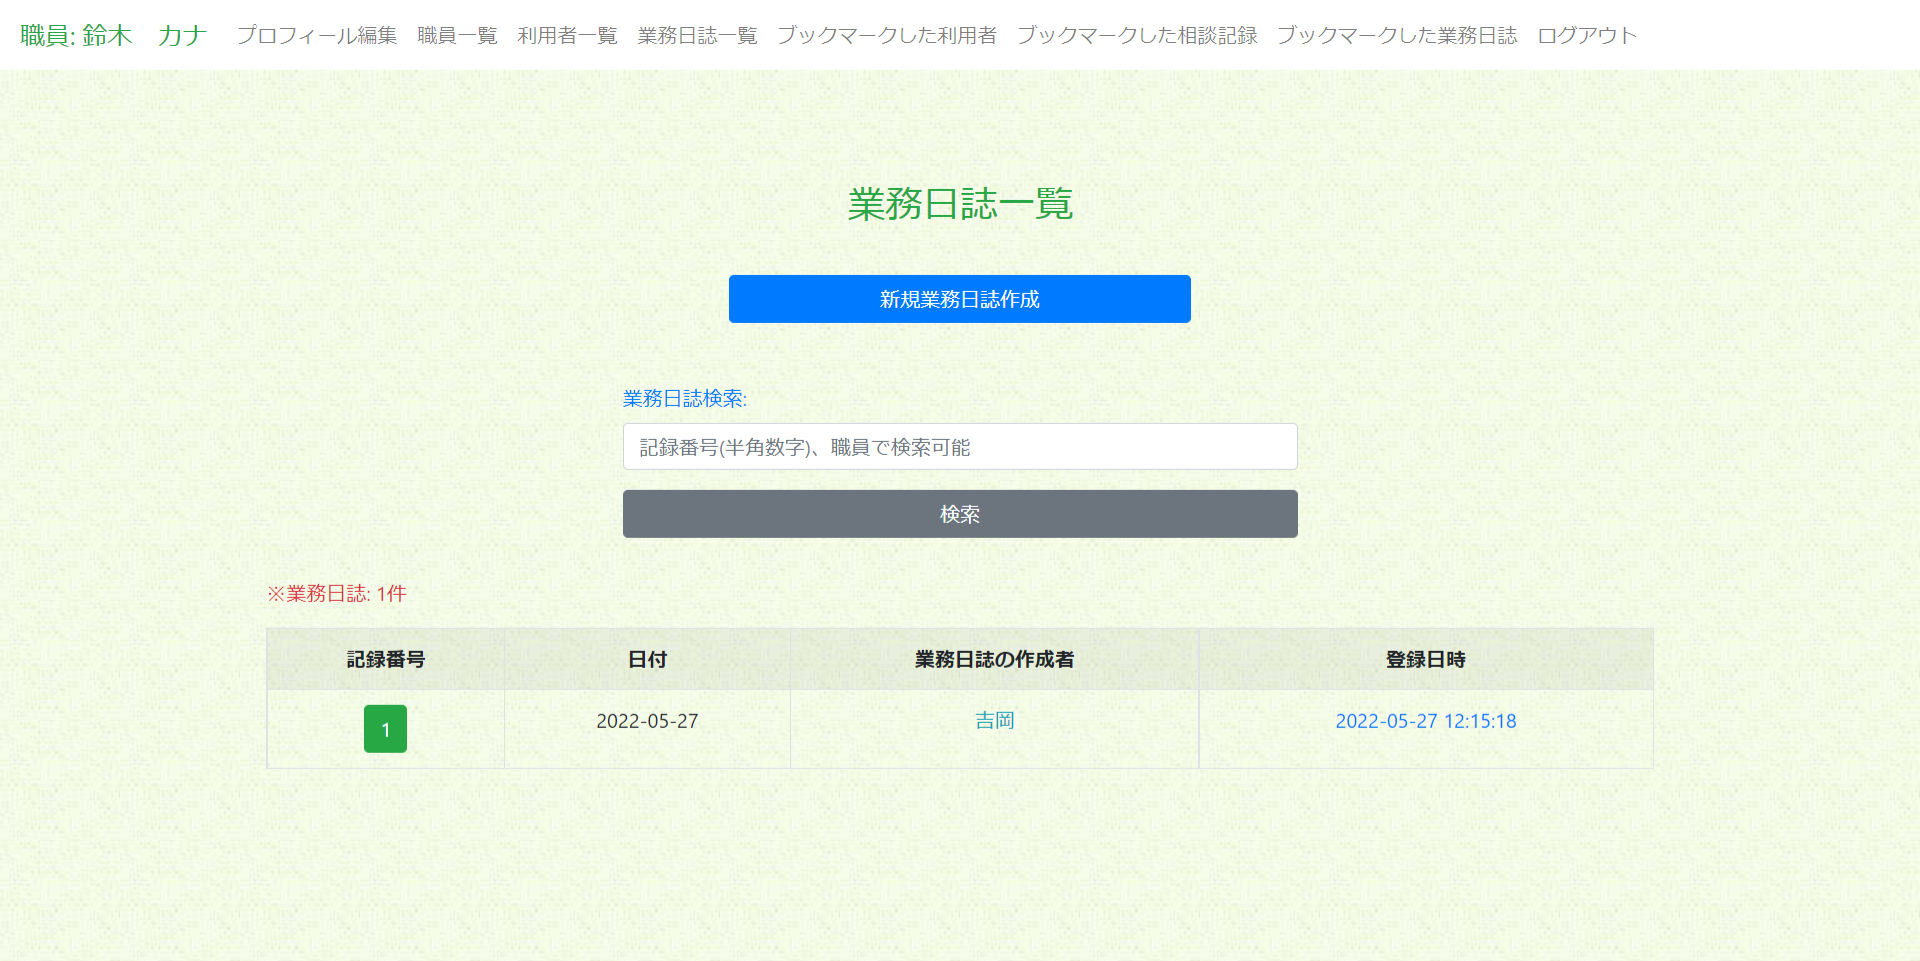 職員: 鈴木　カナ プロフィール編集 職員一覧 利用者一覧 業務日誌一覧 ブックマークした利用者 ブックマークした相談記録 ブックマークした業務日誌 ログアウト
業務日誌一覧
新規業務日誌作成
業務日誌検索:
記録番号(半角数字)、職員で検索可能
検索
※業務日誌: 1件
記録番号 日付 業務日誌の作成者 登録日時
1 2022-05-27 吉岡 2022-05-27 12:15:18